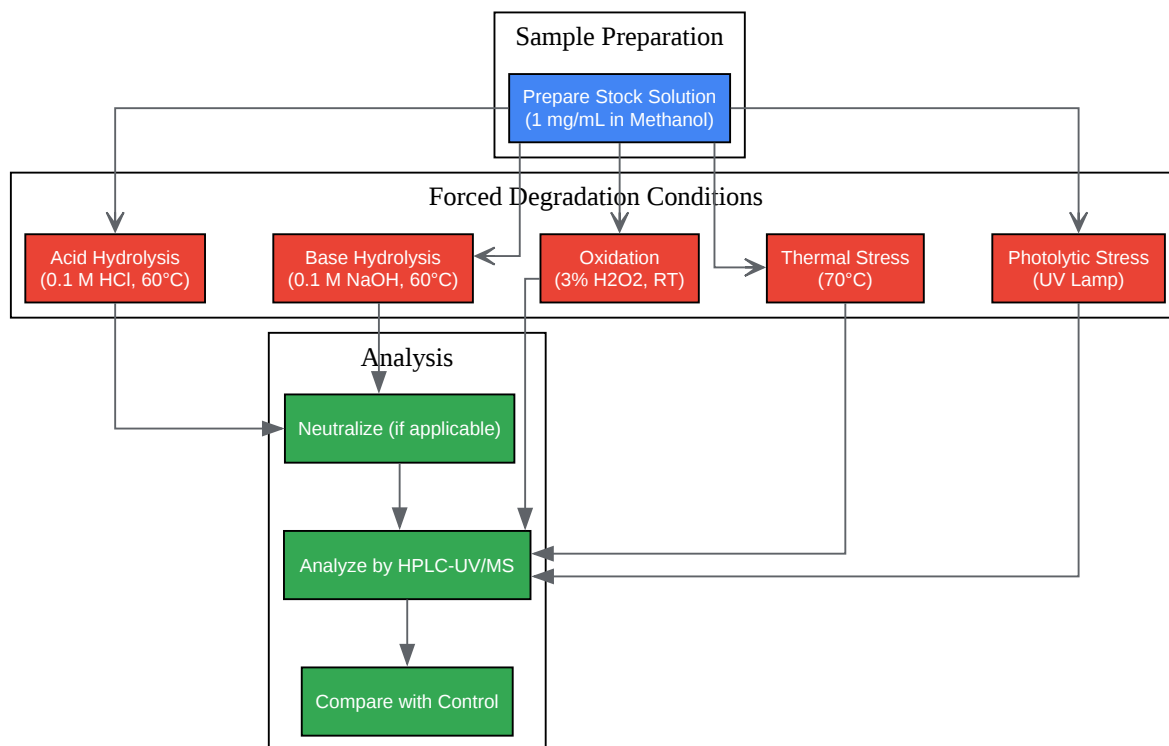 Sample Preparation
Prepare Stock Solution
(1 mg/mL in Methanol)
Forced Degradation Conditions
Acid Hydrolysis
(0.1 M HCl, 60°C)
Base Hydrolysis
(0.1 M NaOH, 60°C)
Oxidation
(3% H2O2, RT)
Thermal Stress
(70°C)
Photolytic Stress
(UV Lamp)
Analysis
Neutralize (if applicable)
Analyze by HPLC-UV/MS
Compare with Control